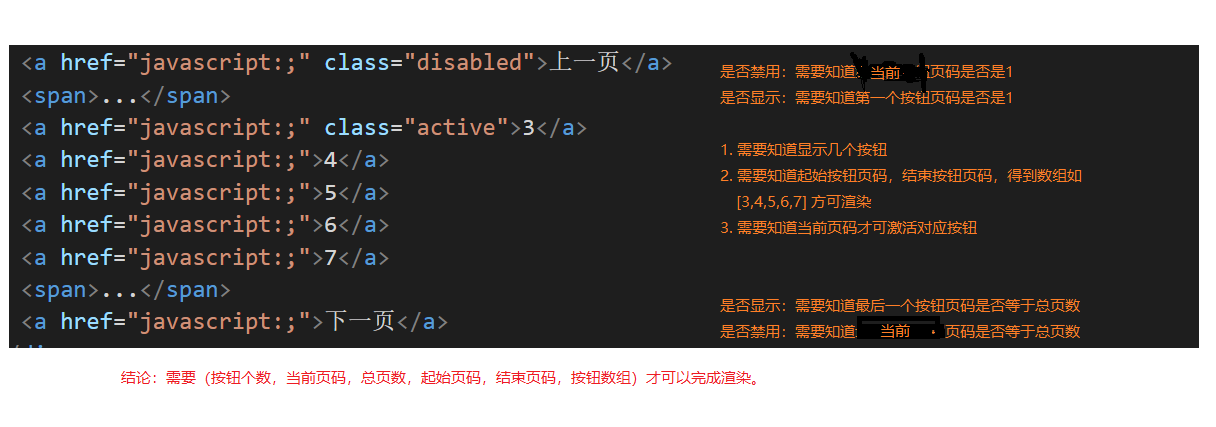 <a href="javascript:;" class="disabled">上一页</a>
是否禁用：需要知道当前页码是否是1
<span>...</span>
是否显示：需要知道第一个按钮页码是否是1
<a href="javascript:;" class="active">3</a>
<a href="javascript:;">4</a>
1. 需要知道显示几个按钮
<a href="javascript:;">5</a>
2. 需要知道起始按钮页码，结束按钮页码，得到数组如
[3,4,5,6,7] 方可渲染
<a href="javascript:;">6</a>
3. 需要知道当前页码才可激活对应按钮
<a href="javascript:;">7</a>
<span>...</span>
是否显示：需要知道最后一个按钮页码是否等于总页数
<a href="javascript:;">下一页</a>
是否禁用：需要知道当前页码是否等于总页数
结论：需要（按钮个数，当前页码，总页数，起始页码，结束页码，按钮数组）才可以完成渲染。